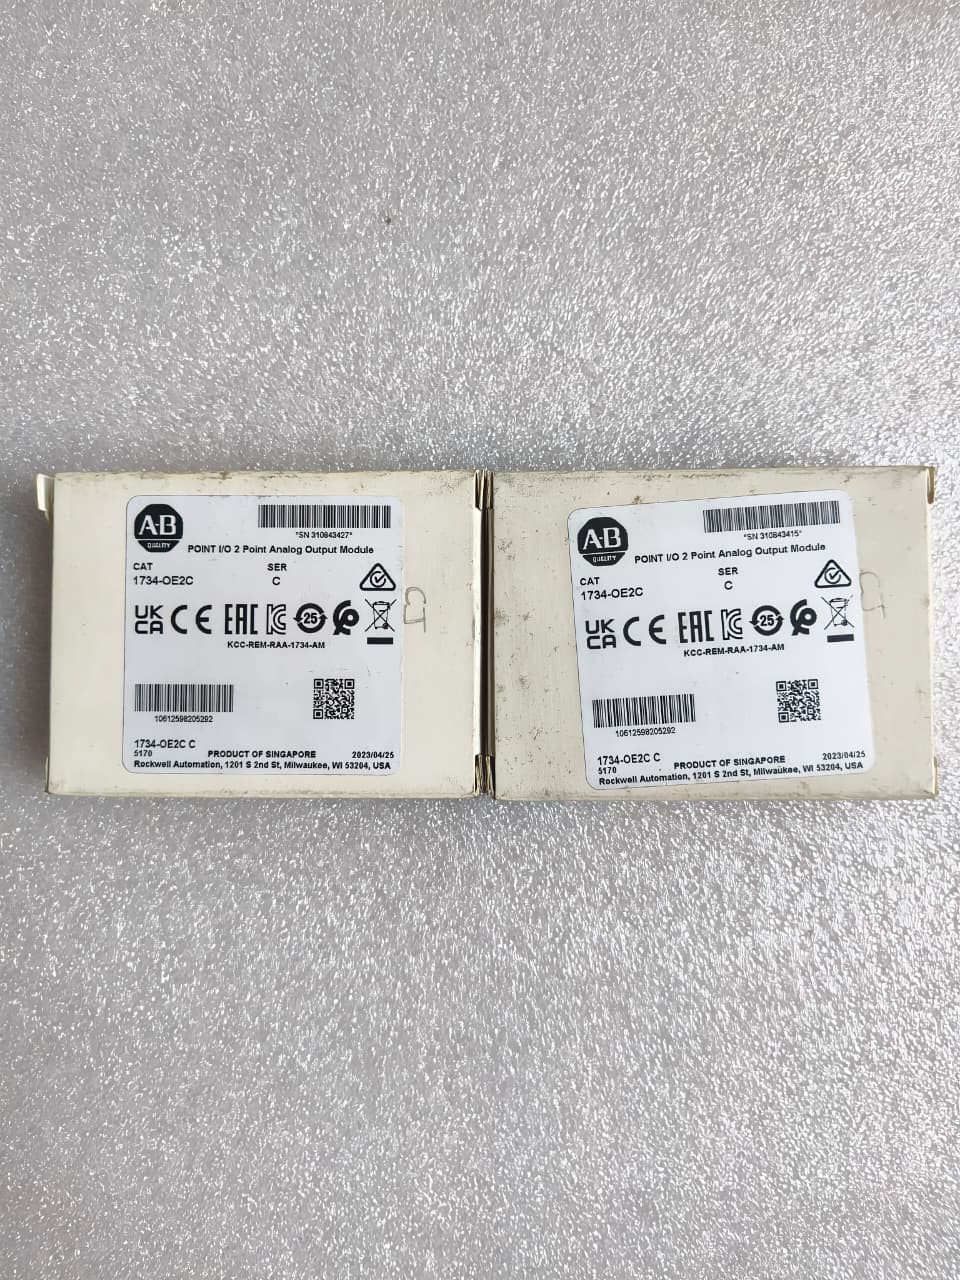 A-B
QUALITY
*SN 310843427*
POINT I/O 2 Point Analog Output Module
CAT
SER
1734-OE2C
C
UK
CA
CE
EAC
25
KCC-REM-RAA-1734-AM
10612598205292
1734-OE2C C
5170
PRODUCT OF SINGAPORE
2023/04/25
Rockwell Automation, 1201 S 2nd St, Milwaukee, WI 53204, USA
A-B
QUALITY
*SN 310843415*
POINT I/O 2 Point Analog Output Module
CAT
SER
1734-OE2C
C
UK
CA
CE
EAC
25
KCC-REM-RAA-1734-AM
10612598205292
1734-OE2C C
5170
PRODUCT OF SINGAPORE
2023/04/25
Rockwell Automation, 1201 S 2nd St, Milwaukee, WI 53204, USA